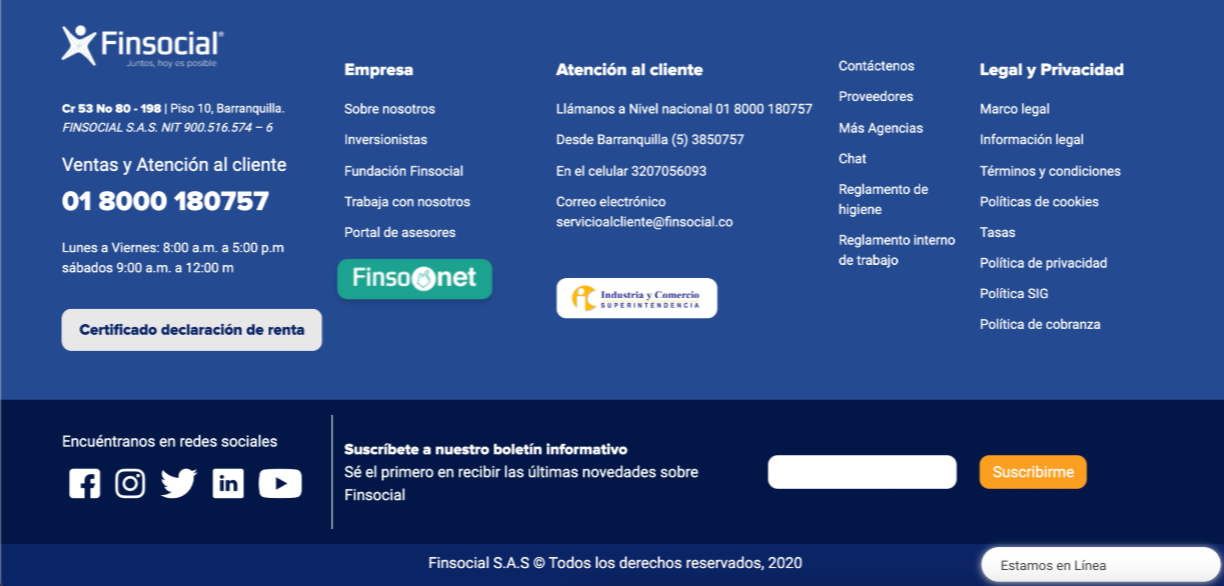 Finsocial®
Juntos, hoy es posible
Cr 53 No 80 - 198 | Piso 10, Barranquilla.
FINSOCIAL S.A.S. NIT 900.516.574 – 6
Ventas y Atención al cliente
01 8000 180757
Lunes a Viernes: 8:00 a.m. a 5:00 p.m
sábados 9:00 a.m. a 12:00 m
Certificado declaración de renta
Empresa
Sobre nosotros
Inversionistas
Fundación Finsocial
Trabaja con nosotros
Portal de asesores
Finsonet
Atención al cliente
Llámanos a Nivel nacional 01 8000 180757
Desde Barranquilla (5) 3850757
En el celular 3207056093
Correo electrónico
servicioalcliente@finsocial.co
Industria y Comercio
SUPERINTENDENCIA
Contáctenos
Proveedores
Más Agencias
Chat
Reglamento de
higiene
Reglamento interno
de trabajo
Legal y Privacidad
Marco legal
Información legal
Términos y condiciones
Políticas de cookies
Tasas
Política de privacidad
Política SIG
Política de cobranza
Encuéntranos en redes sociales
Suscríbete a nuestro boletín informativo
Sé el primero en recibir las últimas novedades sobre
Finsocial
Suscribirme
Finsocial S.A.S © Todos los derechos reservados, 2020
Estamos en Línea